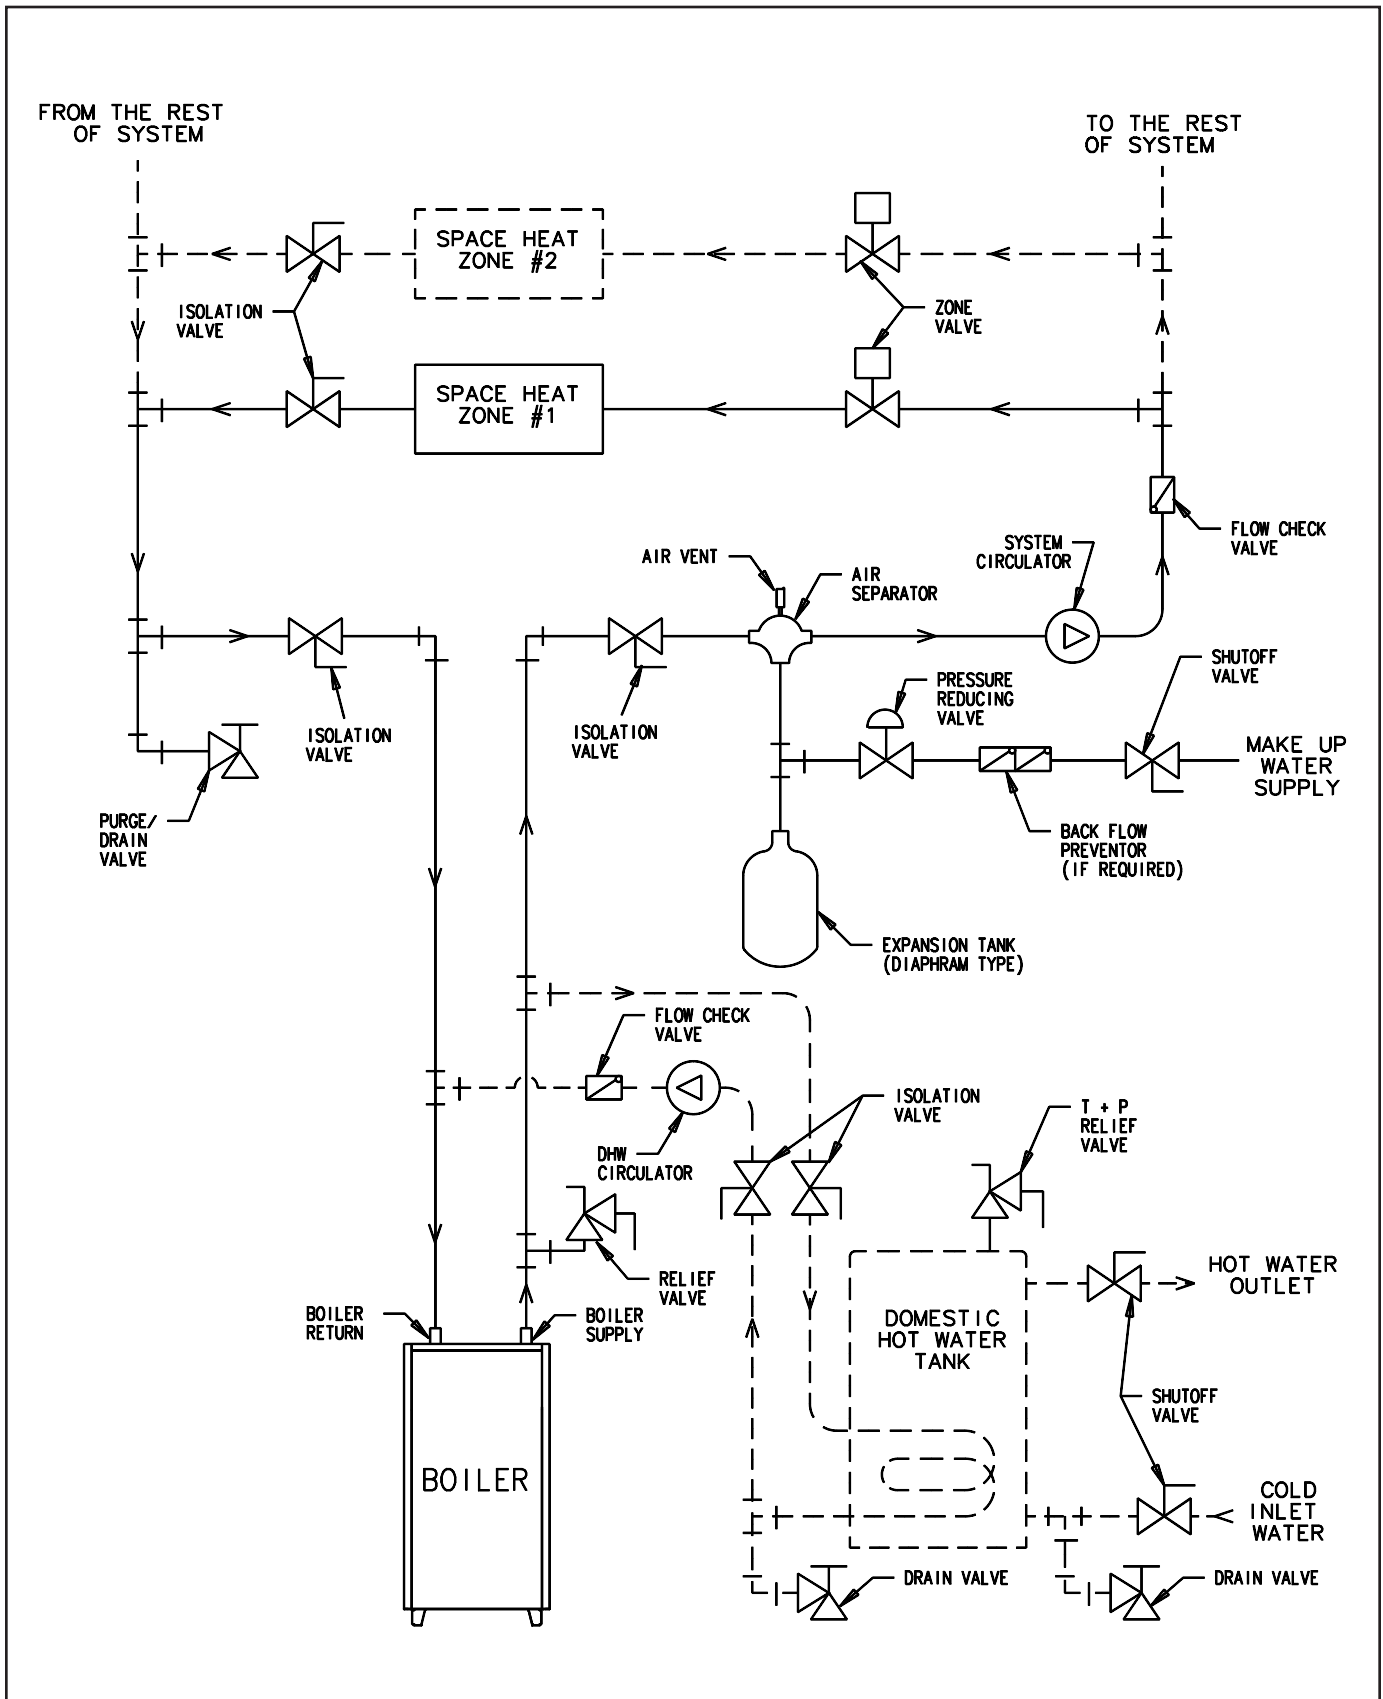 FROM THE REST
OF SYSTEM
TO THE REST
OF SYSTEM
SPACE HEAT
ZONE #2
ISOLATION
VALVE
ZONE
VALVE
SPACE HEAT
ZONE #1
FLOW CHECK
VALVE
SYSTEM
CIRCULATOR
AIR VENT
AIR
SEPARATOR
SHUTOFF
VALVE
PRESSURE
REDUCING
VALVE
ISOLATION
VALVE
ISOLATION
VALVE
MAKE UP
WATER
SUPPLY
PURGE/
DRAIN
VALVE
BACK FLOW
PREVENTOR
(IF REQUIRED)
EXPANSION TANK
(DIAPHRAM TYPE)
FLOW CHECK
VALVE
ISOLATION
VALVE
T + P
RELIEF
VALVE
DHW
CIRCULATOR
RELIEF
VALVE
HOT WATER
OUTLET
BOILER
RETURN
BOILER
SUPPLY
DOMESTIC
HOT WATER
TANK
SHUTOFF
VALVE
BOILER
COLD
INLET
WATER
DRAIN VALVE
DRAIN VALVE